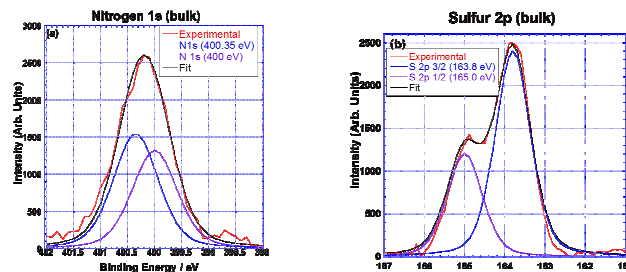 Nitrogen 1s (bulk)
(a)
Experimental
N1s (400.35 eV)
N 1s (400 eV)
Fit
Intensity (Arb. Units)
3000
2500
2000
1500
1000
500
0
402 401.5 401 400.5 400 399.5 399 398.5 398
Binding Energy / eV
Sulfur 2p (bulk)
(b)
Experimental
S 2p 3/2 (163.8 eV)
S 2p 1/2 (165.0 eV)
Fit
Intensity (Arb. Units)
2500
2000
1500
1000
500
0
167 166 165 164 163 162